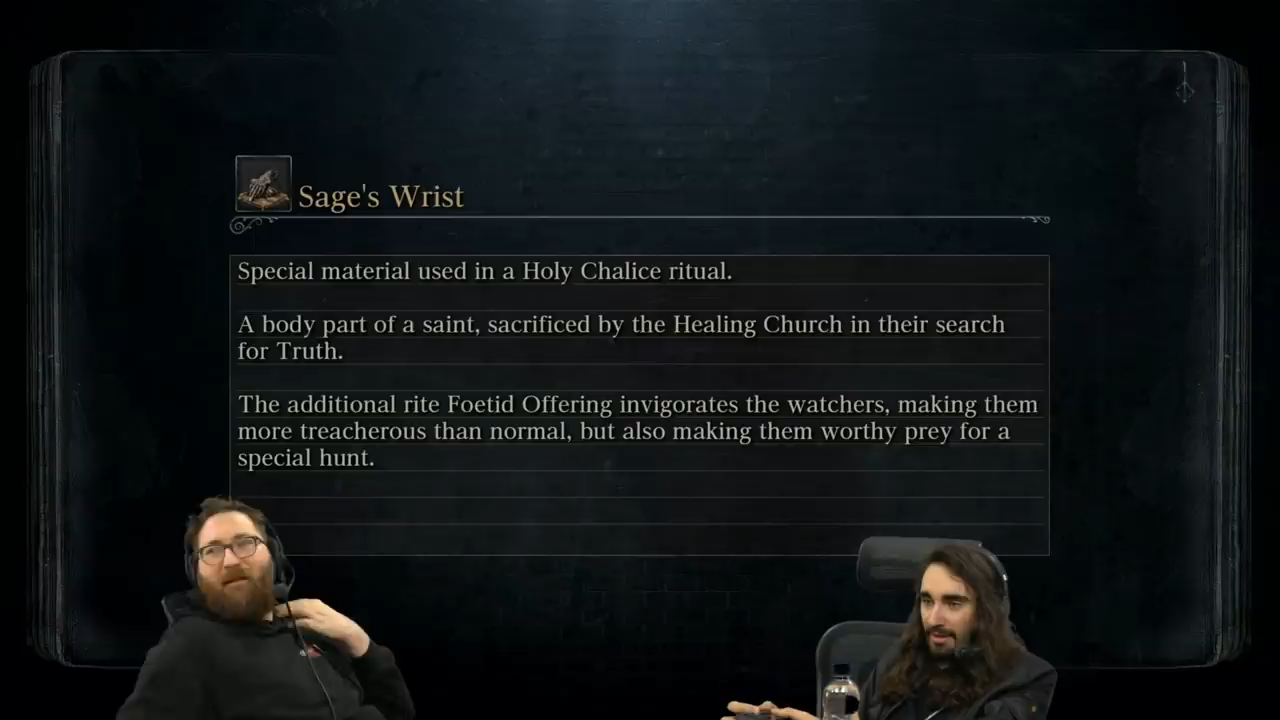 Sage's Wrist
Special material used in a Holy Chalice ritual.
A body part of a saint, sacrificed by the Healing Church in their search
for Truth.
The additional rite Foetid Offering invigorates the watchers, making them
more treacherous than normal, but also making them worthy prey for a
special hunt.